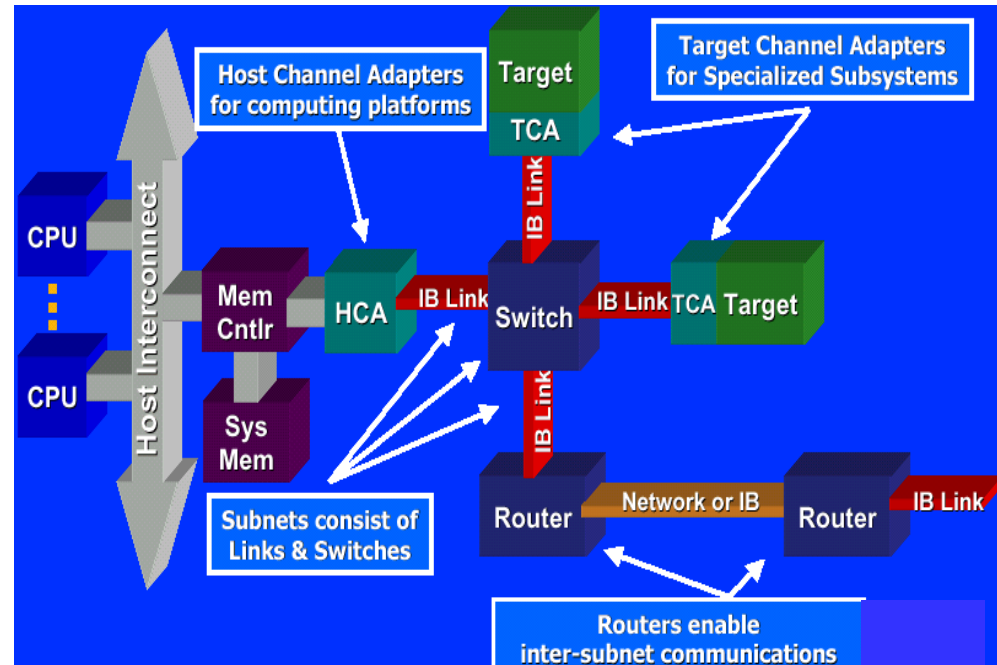 Host Channel Adapters
for computing platforms
Target
TCA
Target Channel Adapters
for Specialized Subsystems
IB Link
CPU
CPU
Host Interconnect
Mem
Cntlr
Sys
Mem
HCA
IB Link
Switch
IB Link
TCA
Target
IB Link
Subnets consist of
Links & Switches
Router
Network or IB
Router
IB Link
Routers enable
inter-subnet communications